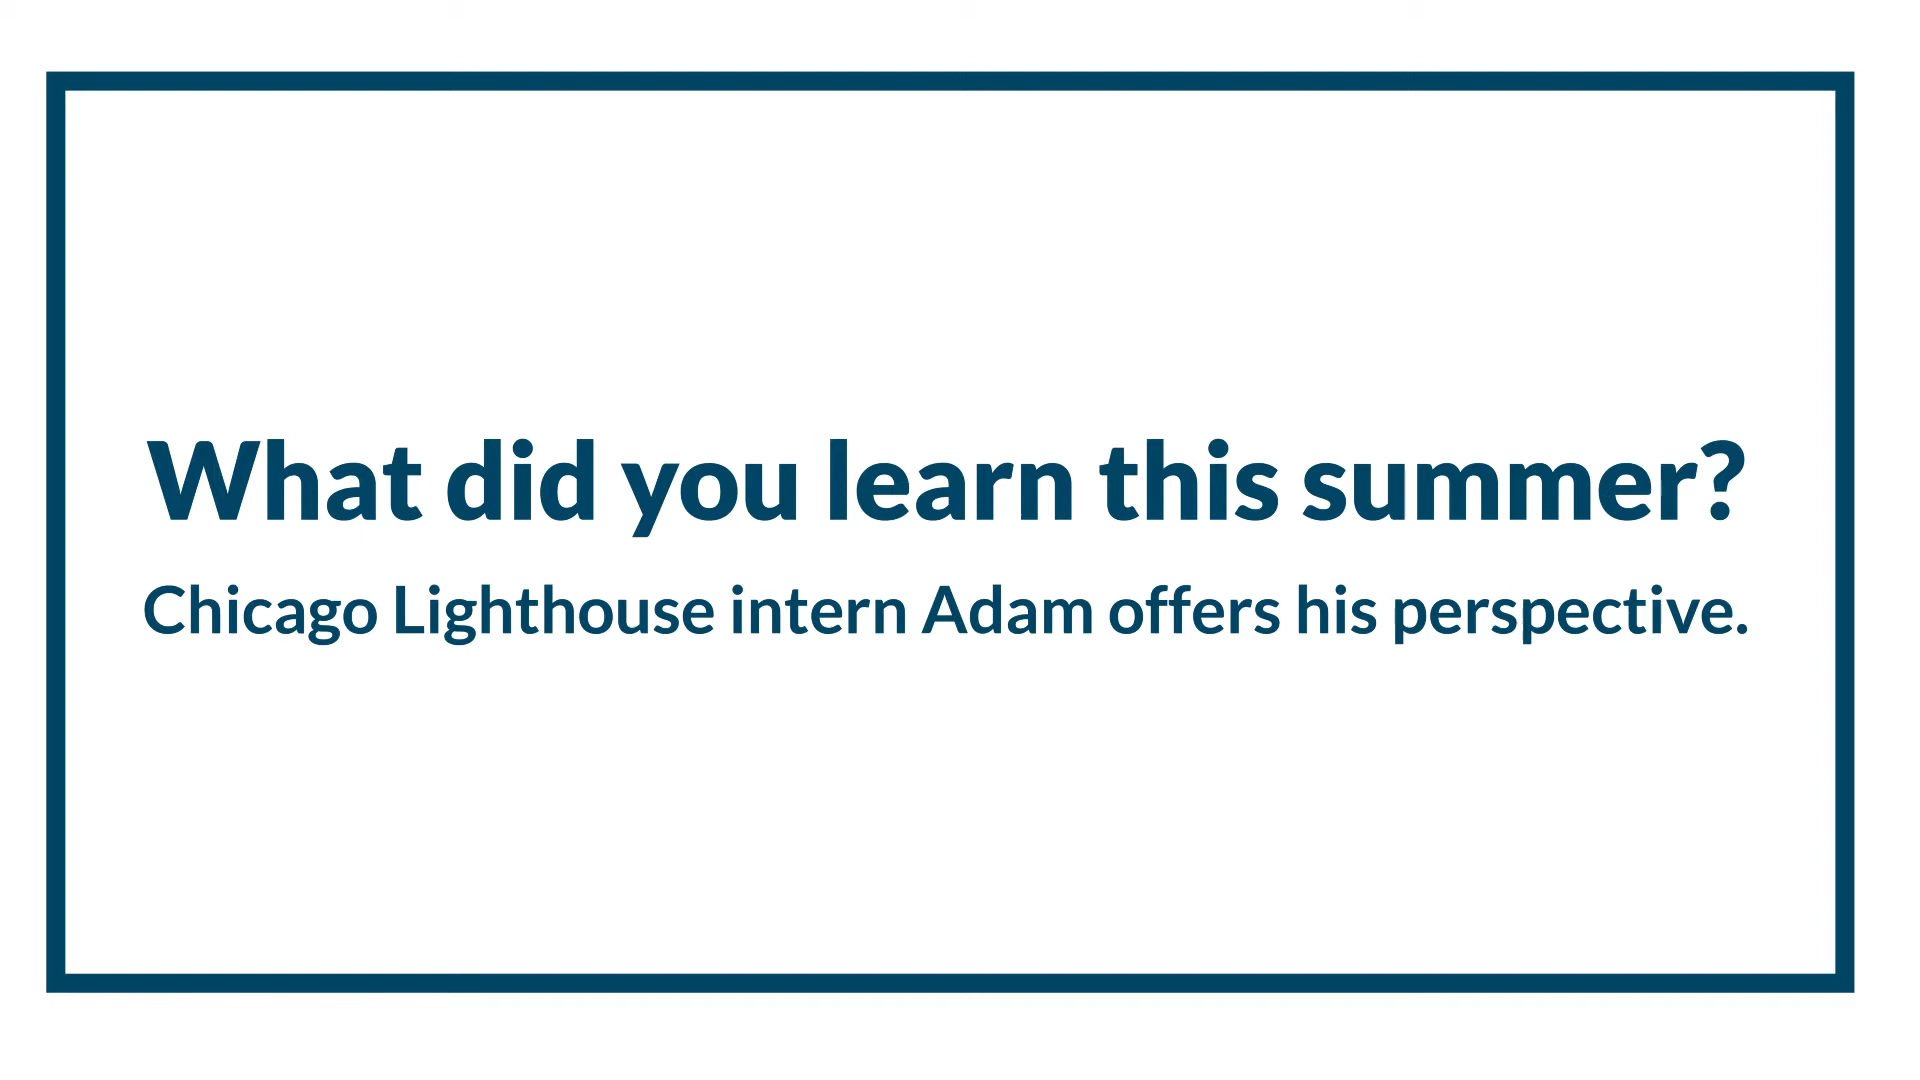 What did you learn this summer?
Chicago Lighthouse intern Adam offers his perspective.